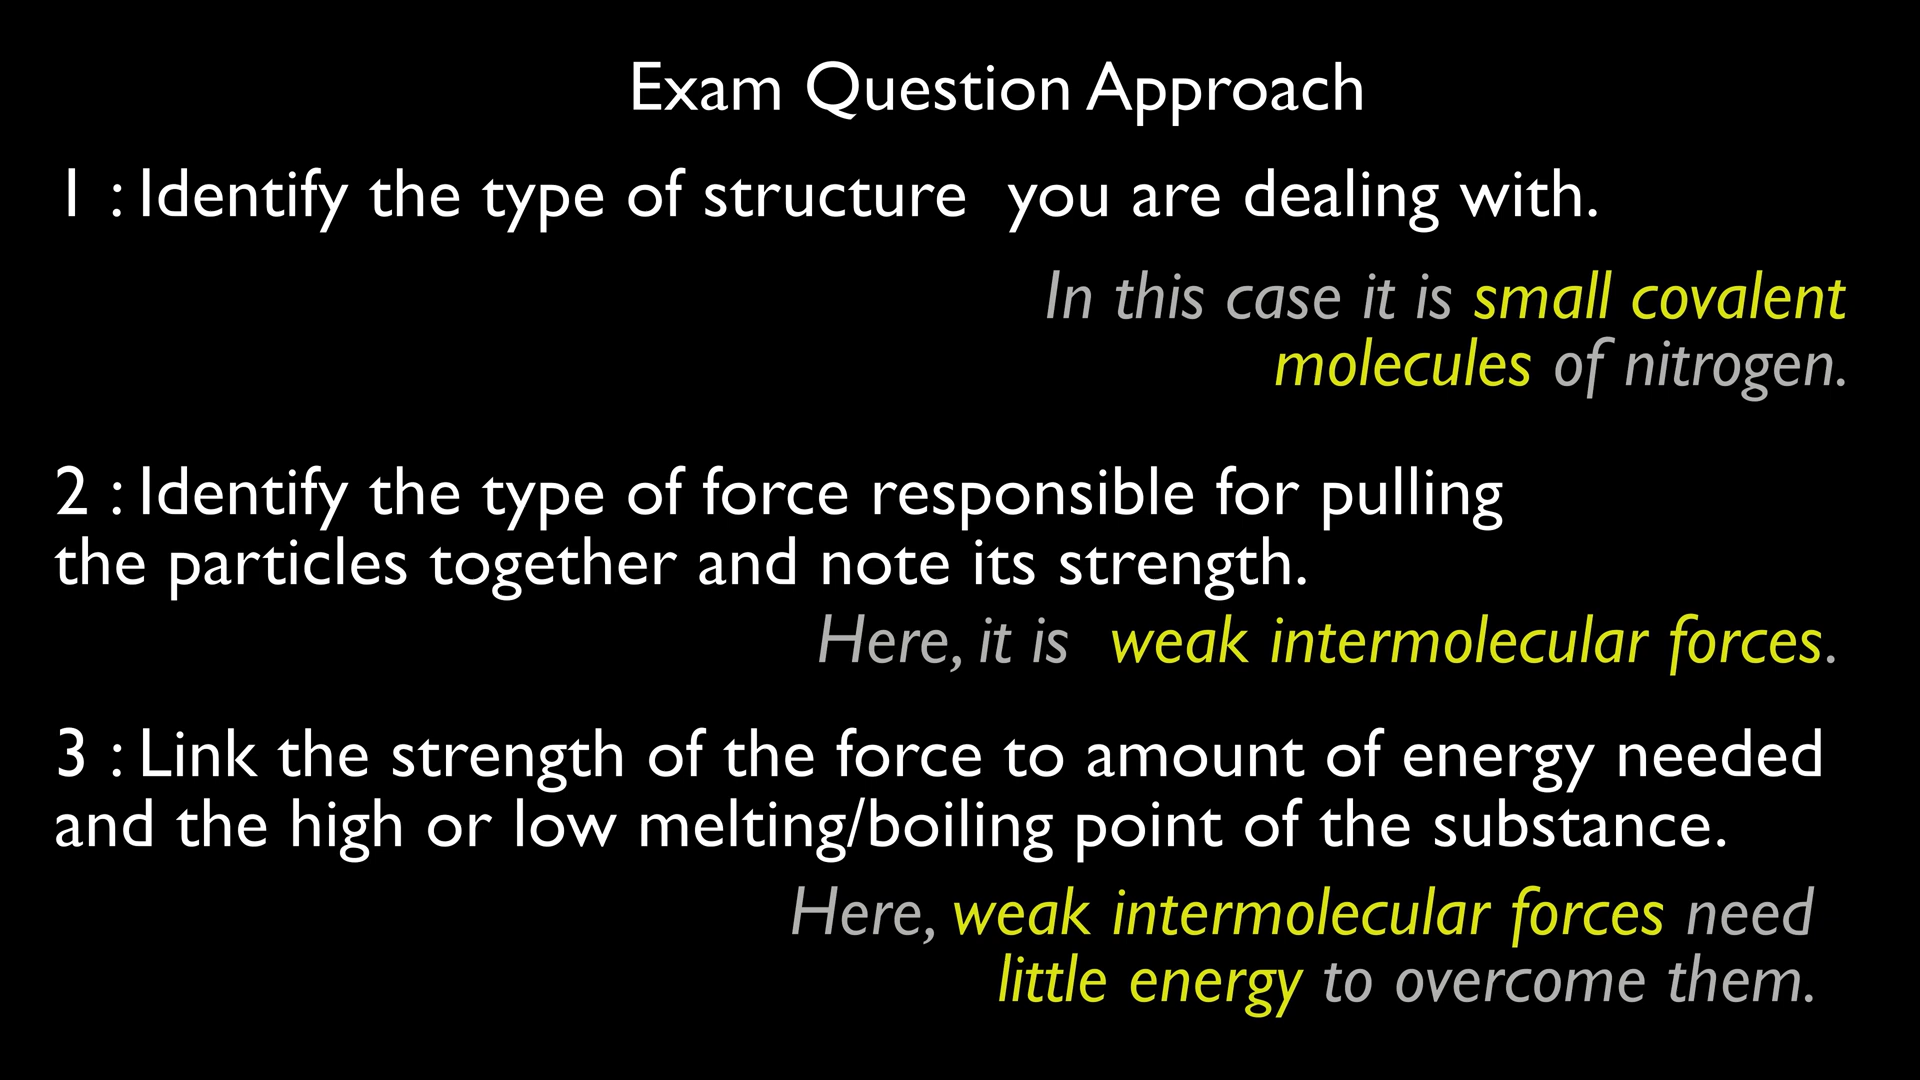 Exam Question Approach
1 : Identify the type of structure  you are dealing with.
In this case it is small covalent
molecules of nitrogen.
2 : Identify the type of force responsible for pulling
the particles together and note its strength.
Here, it is  weak intermolecular forces.
3 : Link the strength of the force to amount of energy needed
and the high or low melting/boiling point of the substance.
Here, weak intermolecular forces need
little energy to overcome them.